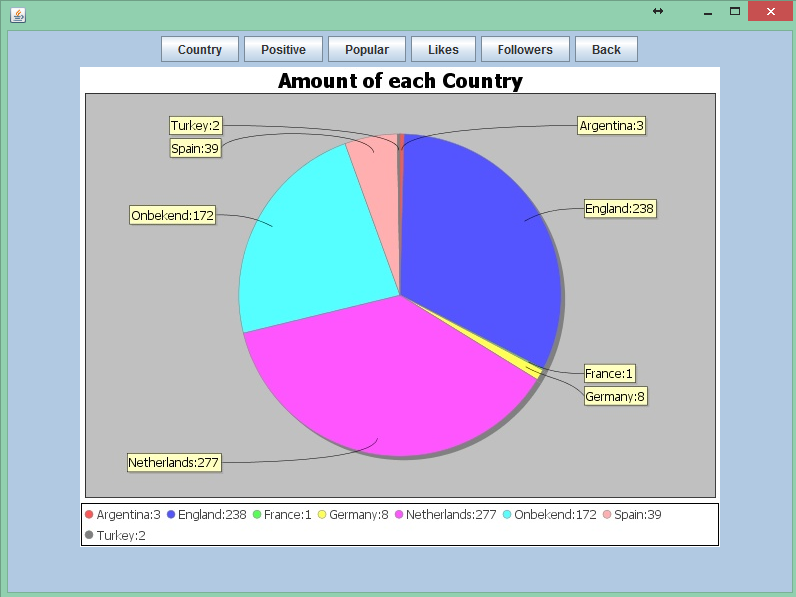 Country Positive Popular Likes Followers Back
Amount of each Country
Turkey:2
Argentina:3
Spain:39
England:238
Onbekend:172
France:1
Germany:8
Netherlands:277
Argentina:3 England:238 France:1 Germany:8 Netherlands:277 Onbekend:172 Spain:39
Turkey:2